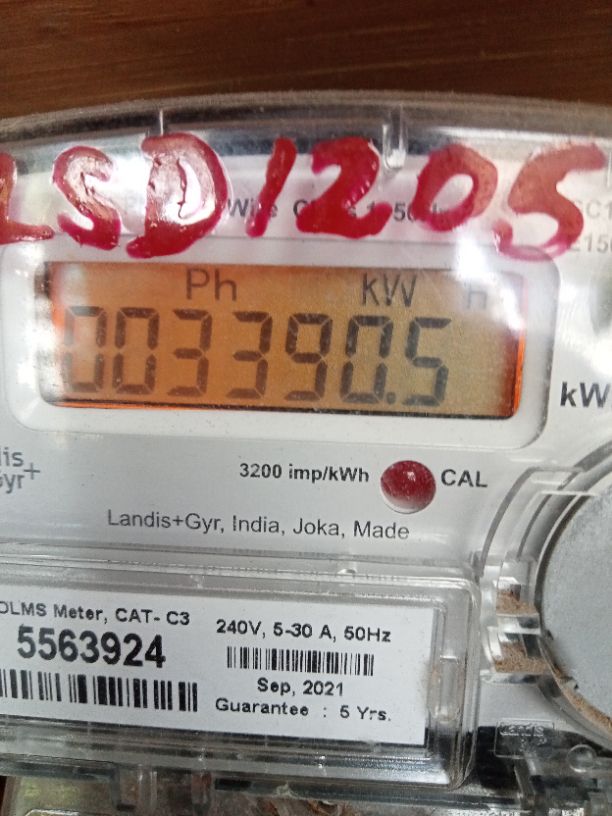 LSD1205
Ph kW h
003390.5
kW
3200 imp/kWh CAL
Landis+Gyr, India, Joka, Made
DLMS Meter, CAT- C3
5563924
240V, 5-30 A, 50Hz
Sep, 2021
Guarantee : 5 Yrs.